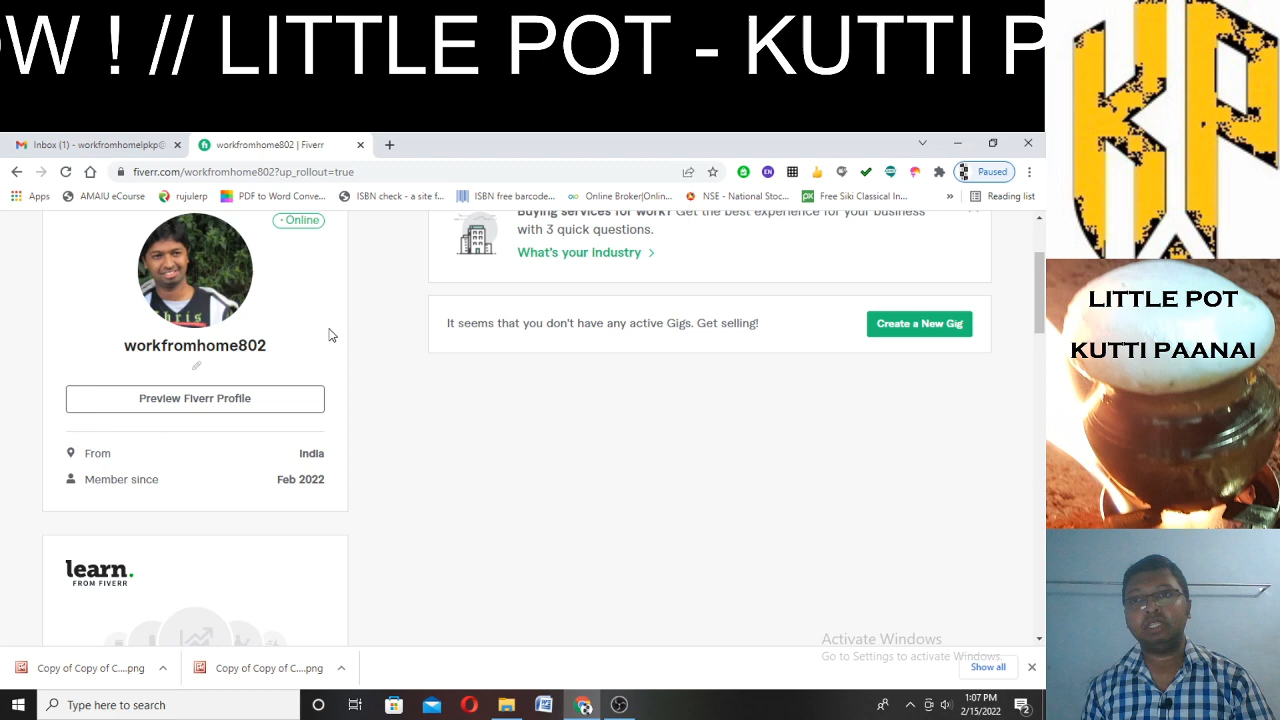 OW ! // LITTLE POT - KUTTI P
Inbox (1) - workfromhomelpkp@
workfromhome802 | Fiverr
fiverr.com/workfromhome802?up_rollout=true
Paused
Apps
AMAIU eCourse
rujulerp
PDF to Word Conve...
ISBN check - a site f...
ISBN free barcode...
Online Broker|Onlin...
NSE - National Stoc...
Free Siki Classical In...
»
Reading list
Online
workfromhome802
Preview Fiverr Profile
From India
Member since Feb 2022
learn.
FROM FIVERR
Buying services for work? Get the best experience for your business
with 3 quick questions.
What's your industry >
It seems that you don't have any active Gigs. Get selling!
Create a New Gig
Activate Windows
Go to Settings to activate Windows.
Copy of Copy of C....png
Copy of Copy of C....png
Show all
Type here to search
1:07 PM
2/15/2022
2
KP
LITTLE POT
KUTTI PAANAI